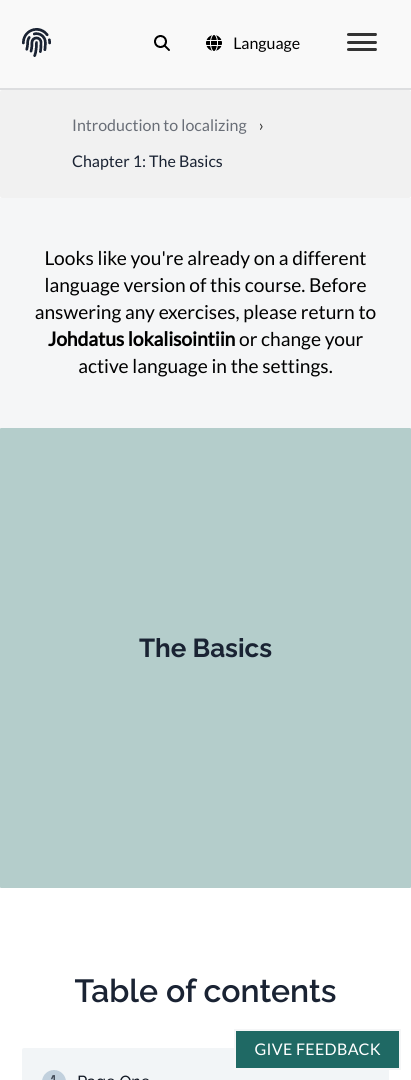 Language
Introduction to localizing ›
Chapter 1: The Basics
Looks like you're already on a different
language version of this course. Before
answering any exercises, please return to
Johdatus lokalisointiin or change your
active language in the settings.
The Basics
Table of contents
GIVE FEEDBACK
1 Page One